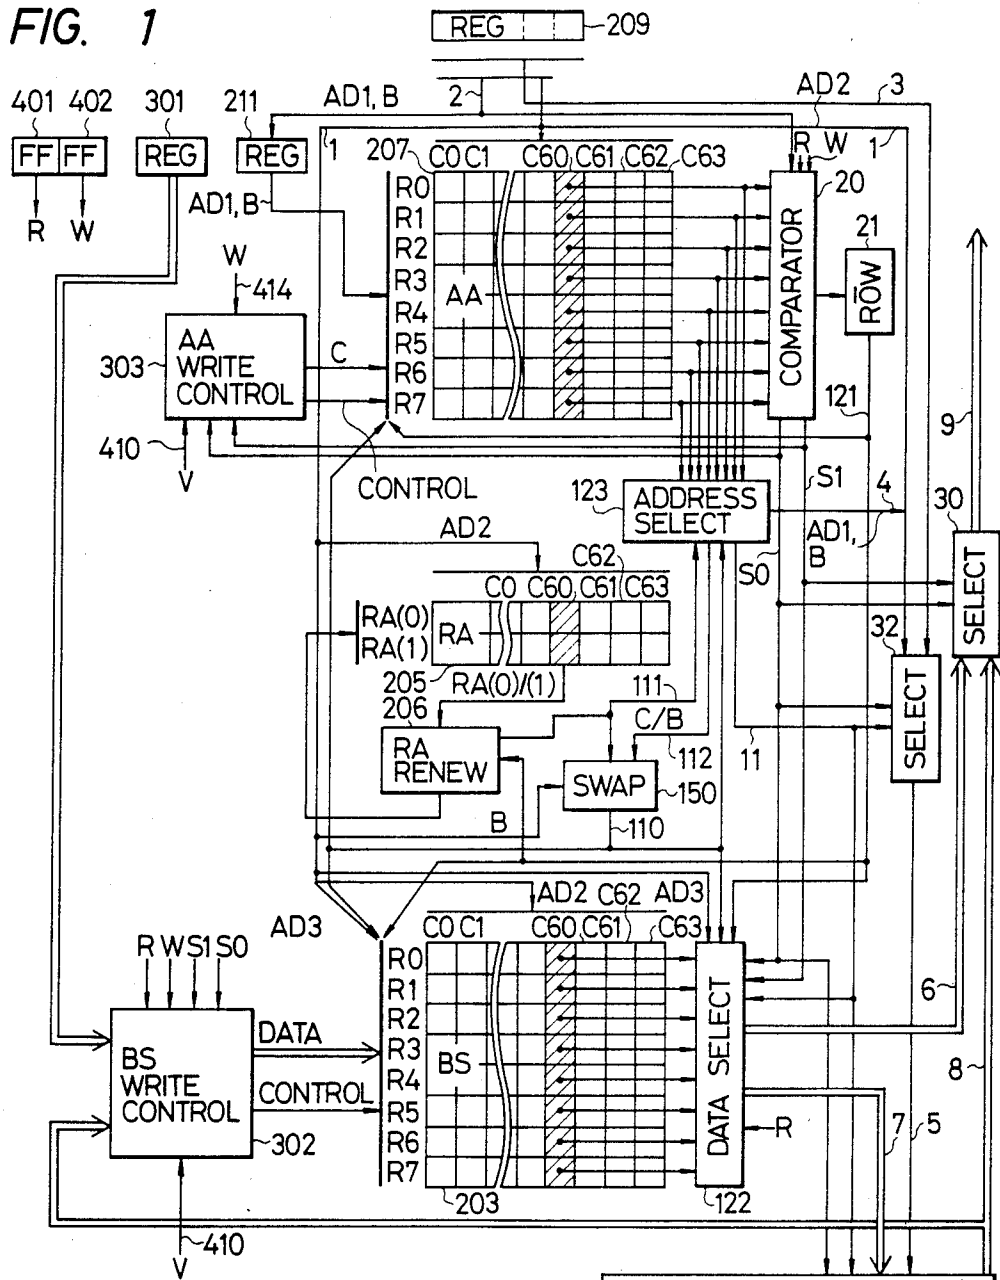 FIG. 1
REG 209
401 402 301 211
FF FF REG REG
R W
AD1, B
2
AD2
3
1
1
207
C0 C1 C60 C61 C62 C63
R W
20
21
AD1, B
R0
R1
R2
R3
R4
R5
R6
R7
AA
COMPARATOR
ROW
W
414
AA
WRITE
CONTROL
303
C
CONTROL
410
V
121
9
S1
4
30
123
ADDRESS
SELECT
AD1,
B
S0
SELECT
AD2
C62
C0 C60 C61 C63
RA(0)
RA(1)
RA
205
RA(0)/(1)
206
111
C/B
112
11
32
SELECT
RA
RENEW
SWAP
150
B
110
AD2 AD3
C62
AD3
C0 C1 C60 C61 C63
R W S1 S0
R0
R1
R2
R3
R4
R5
R6
R7
BS
DATA SELECT
6
8
DATA
BS
WRITE
CONTROL
CONTROL
302
R
7
5
203
122
410
V